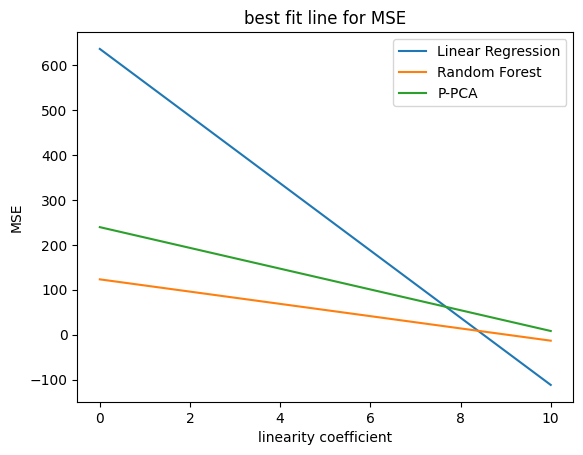 best fit line for MSE
Linear Regression
Random Forest
P-PCA
600
500
400
300
200
100
0
−100
MSE
0 2 4 6 8 10
linearity coefficient